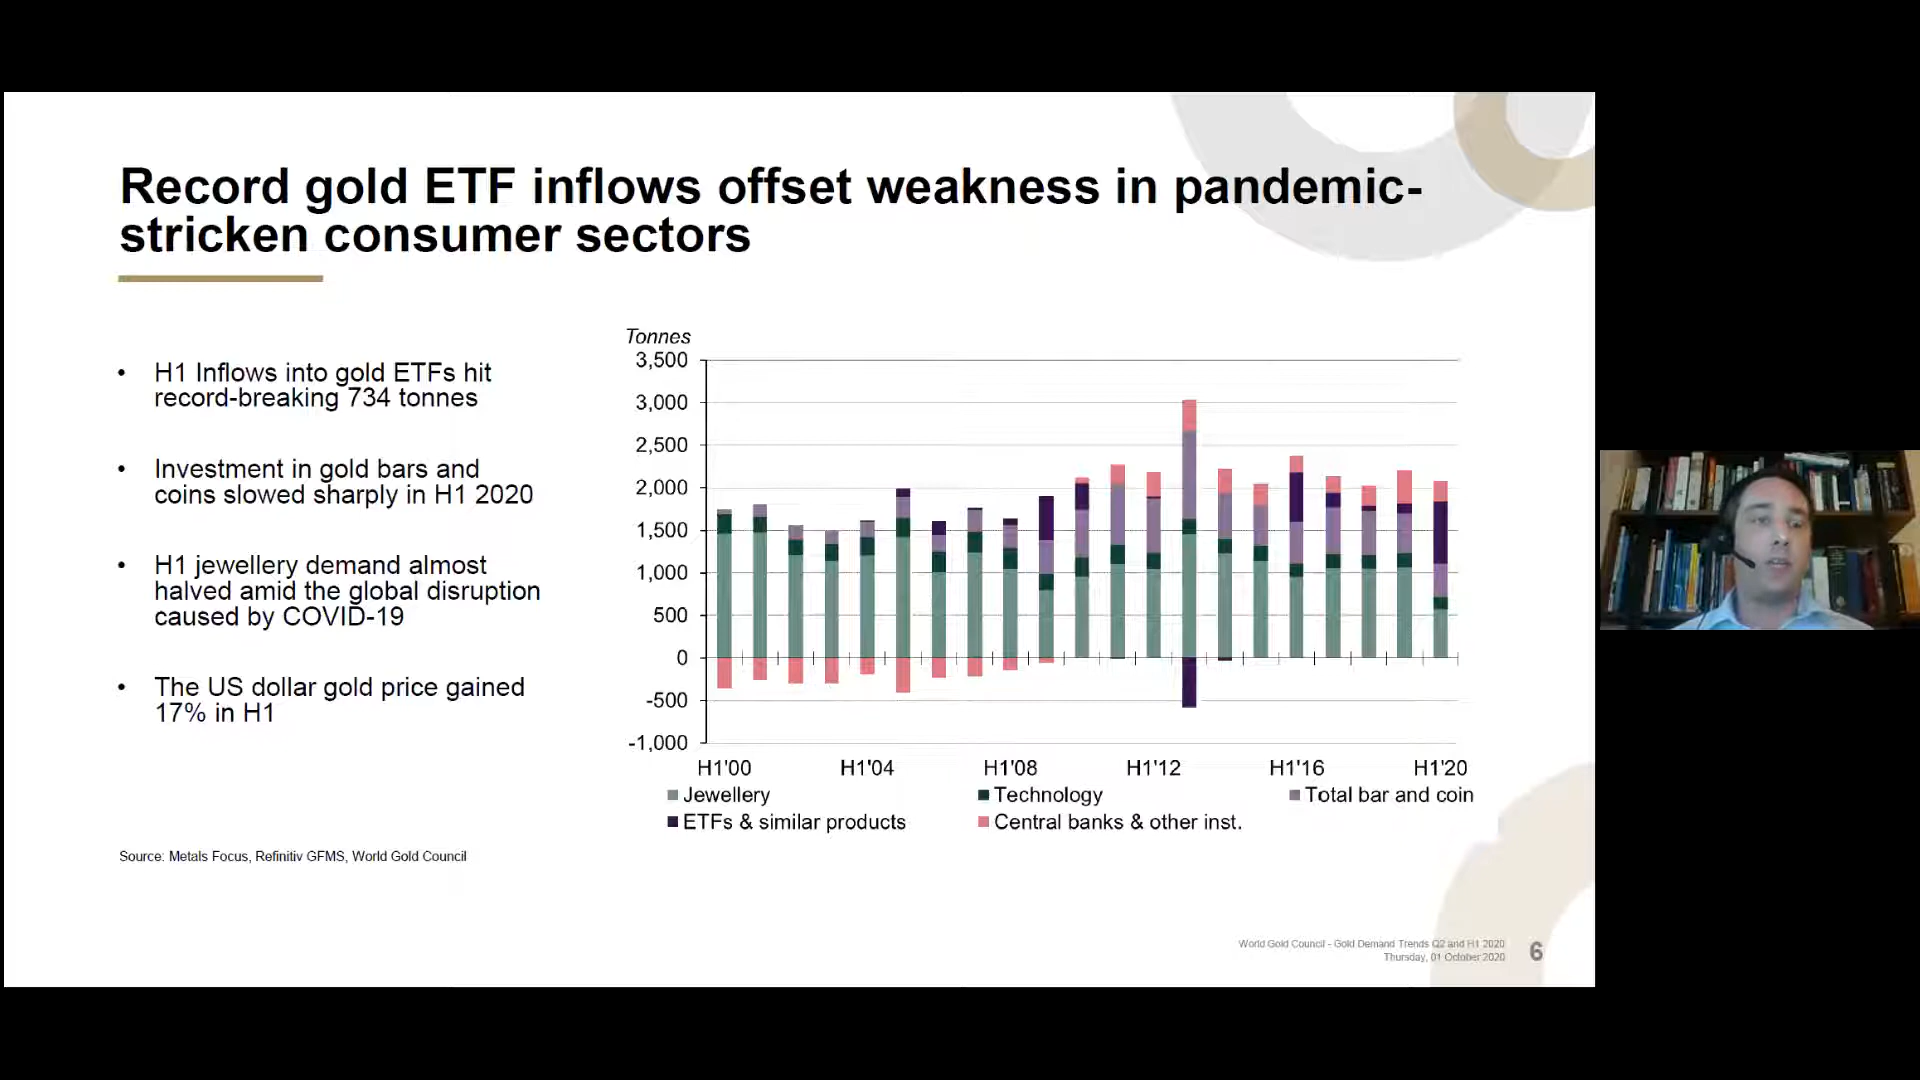 Record gold ETF inflows offset weakness in pandemic-
stricken consumer sectors
• H1 Inflows into gold ETFs hit
record-breaking 734 tonnes
• Investment in gold bars and
coins slowed sharply in H1 2020
• H1 jewellery demand almost
halved amid the global disruption
caused by COVID-19
• The US dollar gold price gained
17% in H1
Tonnes
3,500
3,000
2,500
2,000
1,500
1,000
500
0
-500
-1,000
H1'00 H1'04 H1'08 H1'12 H1'16 H1'20
Jewellery Technology Total bar and coin
ETFs & similar products Central banks & other inst.
Source: Metals Focus, Refinitiv GFMS, World Gold Council
World Gold Council - Gold Demand Trends Q2 and H1 2020
Thursday, 01 October 2020
6